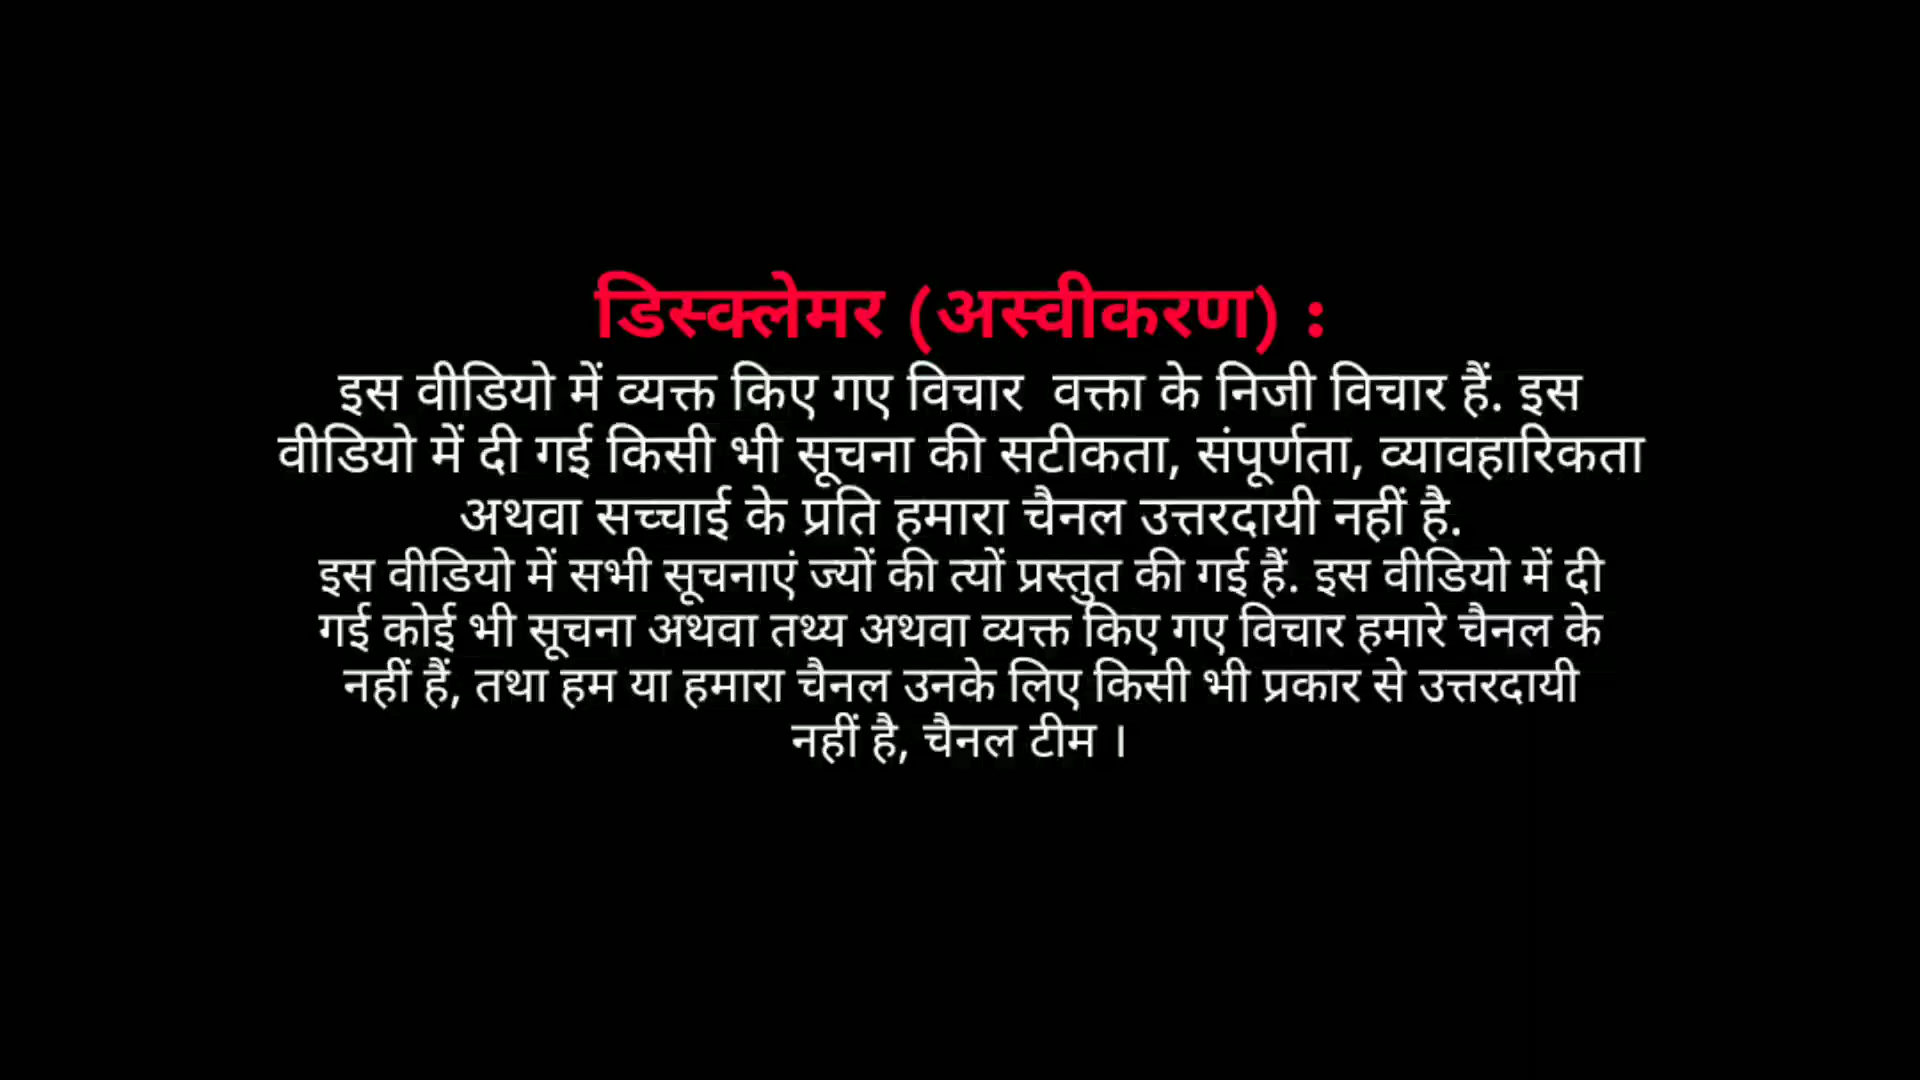 डिस्क्लेमर (अस्वीकरण) :
इस वीडियो में व्यक्त किए गए विचार  वक्ता के निजी विचार हैं. इस
वीडियो में दी गई किसी भी सूचना की सटीकता, संपूर्णता, व्यावहारिकता
अथवा सच्चाई के प्रति हमारा चैनल उत्तरदायी नहीं है.
इस वीडियो में सभी सूचनाएं ज्यों की त्यों प्रस्तुत की गई हैं. इस वीडियो में दी
गई कोई भी सूचना अथवा तथ्य अथवा व्यक्त किए गए विचार हमारे चैनल के
नहीं हैं, तथा हम या हमारा चैनल उनके लिए किसी भी प्रकार से उत्तरदायी
नहीं है, चैनल टीम ।